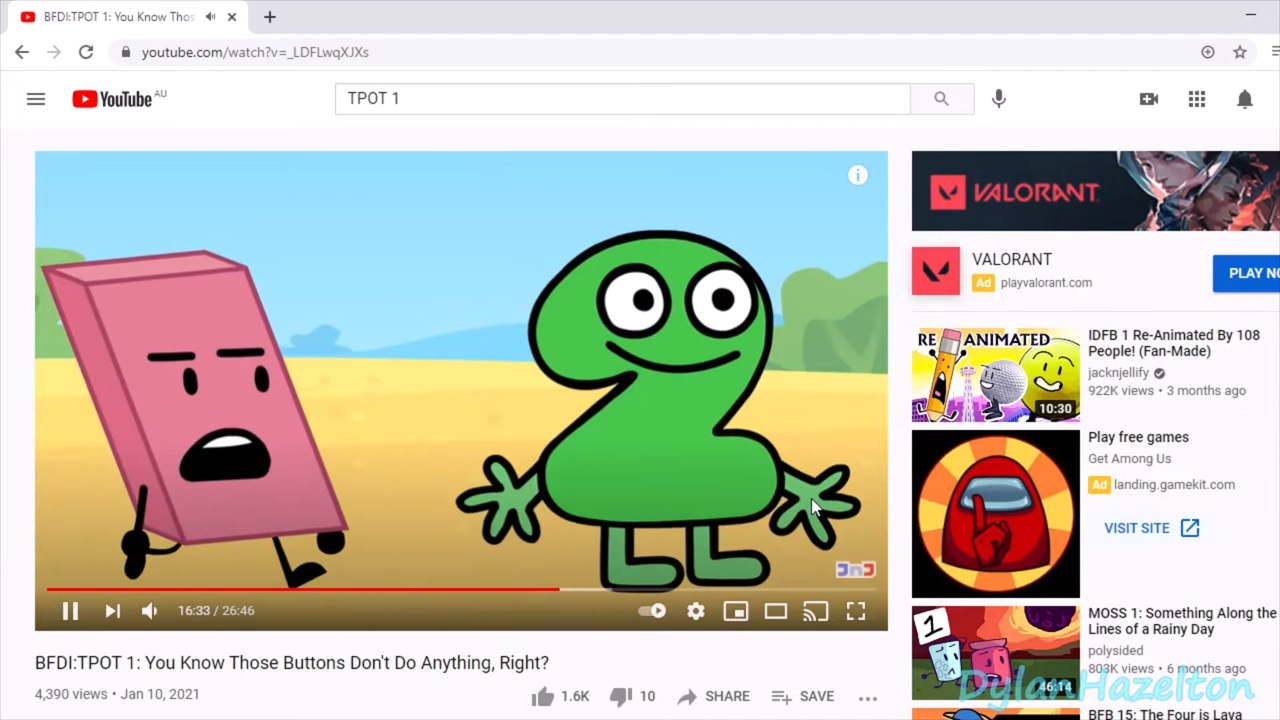 BFDI:TPOT 1: You Know Thos
youtube.com/watch?v=_LDFLwqXJXs
YouTube AU
TPOT 1
VALORANT
VALORANT
Ad playvalorant.com
PLAY NO
RE ANIMATED
10:30
IDFB 1 Re-Animated By 108
People! (Fan-Made)
jacknjellify
922K views • 3 months ago
Play free games
Get Among Us
Ad landing.gamekit.com
VISIT SITE
16:33 / 26:46
1
46:14
MOSS 1: Something Along the
Lines of a Rainy Day
polysided
803K views • 6 months ago
BFDI:TPOT 1: You Know Those Buttons Don't Do Anything, Right?
4,390 views • Jan 10, 2021
1.6K
10
SHARE
SAVE
DylanHazelton
BFB 15: The Four is Lava